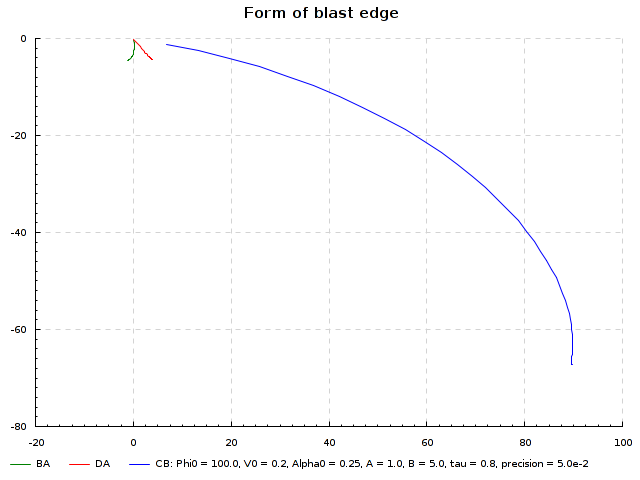 Form of blast edge
0
-20
-40
-60
-80
-20 0 20 40 60 80 100
BA DA CB: Phi0 = 100.0, V0 = 0.2, Alpha0 = 0.25, A = 1.0, B = 5.0, tau = 0.8, precision = 5.0e-2